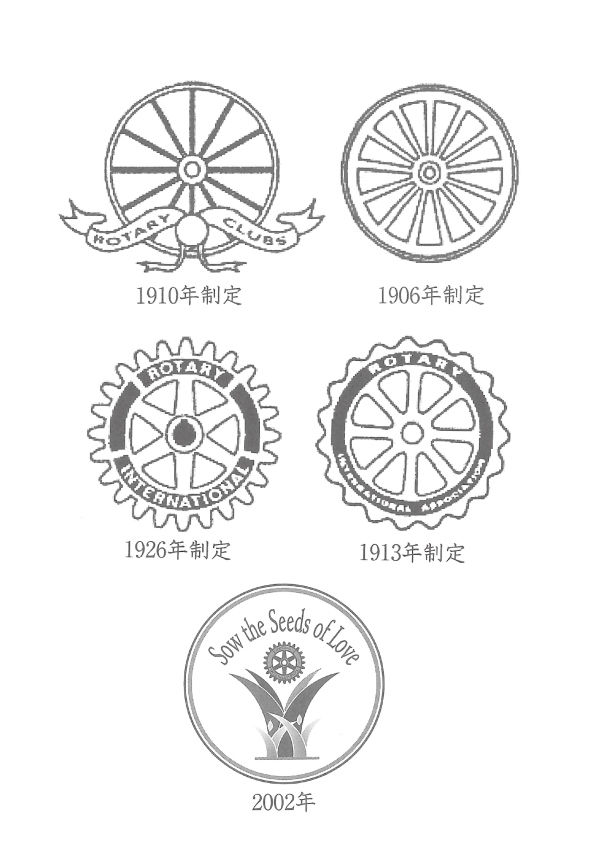 ROTARY CLUBS
1910年制定
1906年制定
ROTARY
INTERNATIONAL
1926年制定
ROTARY
INTERNATIONAL ASSOCIATION
1913年制定
Sow the Seeds of Love
2002年